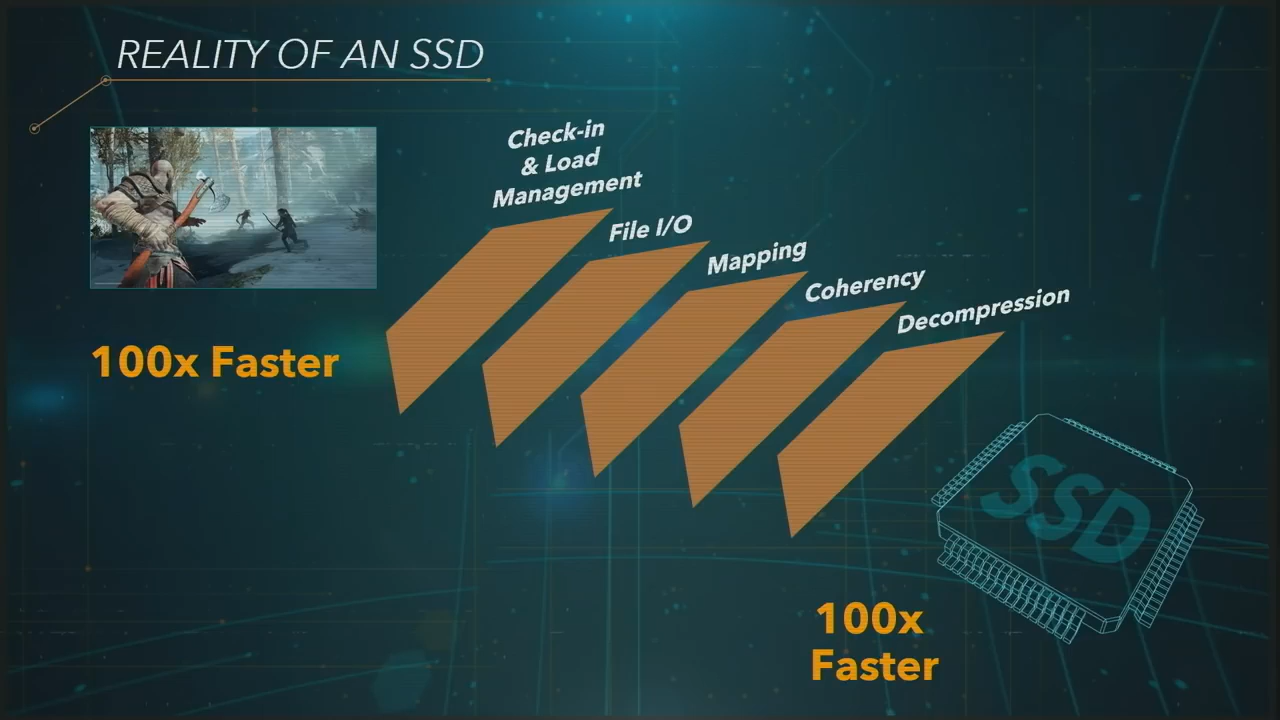 REALITY OF AN SSD
Check-in
& Load
Management
File I/O
Mapping
Coherency
Decompression
100x Faster
SSD
100x
Faster